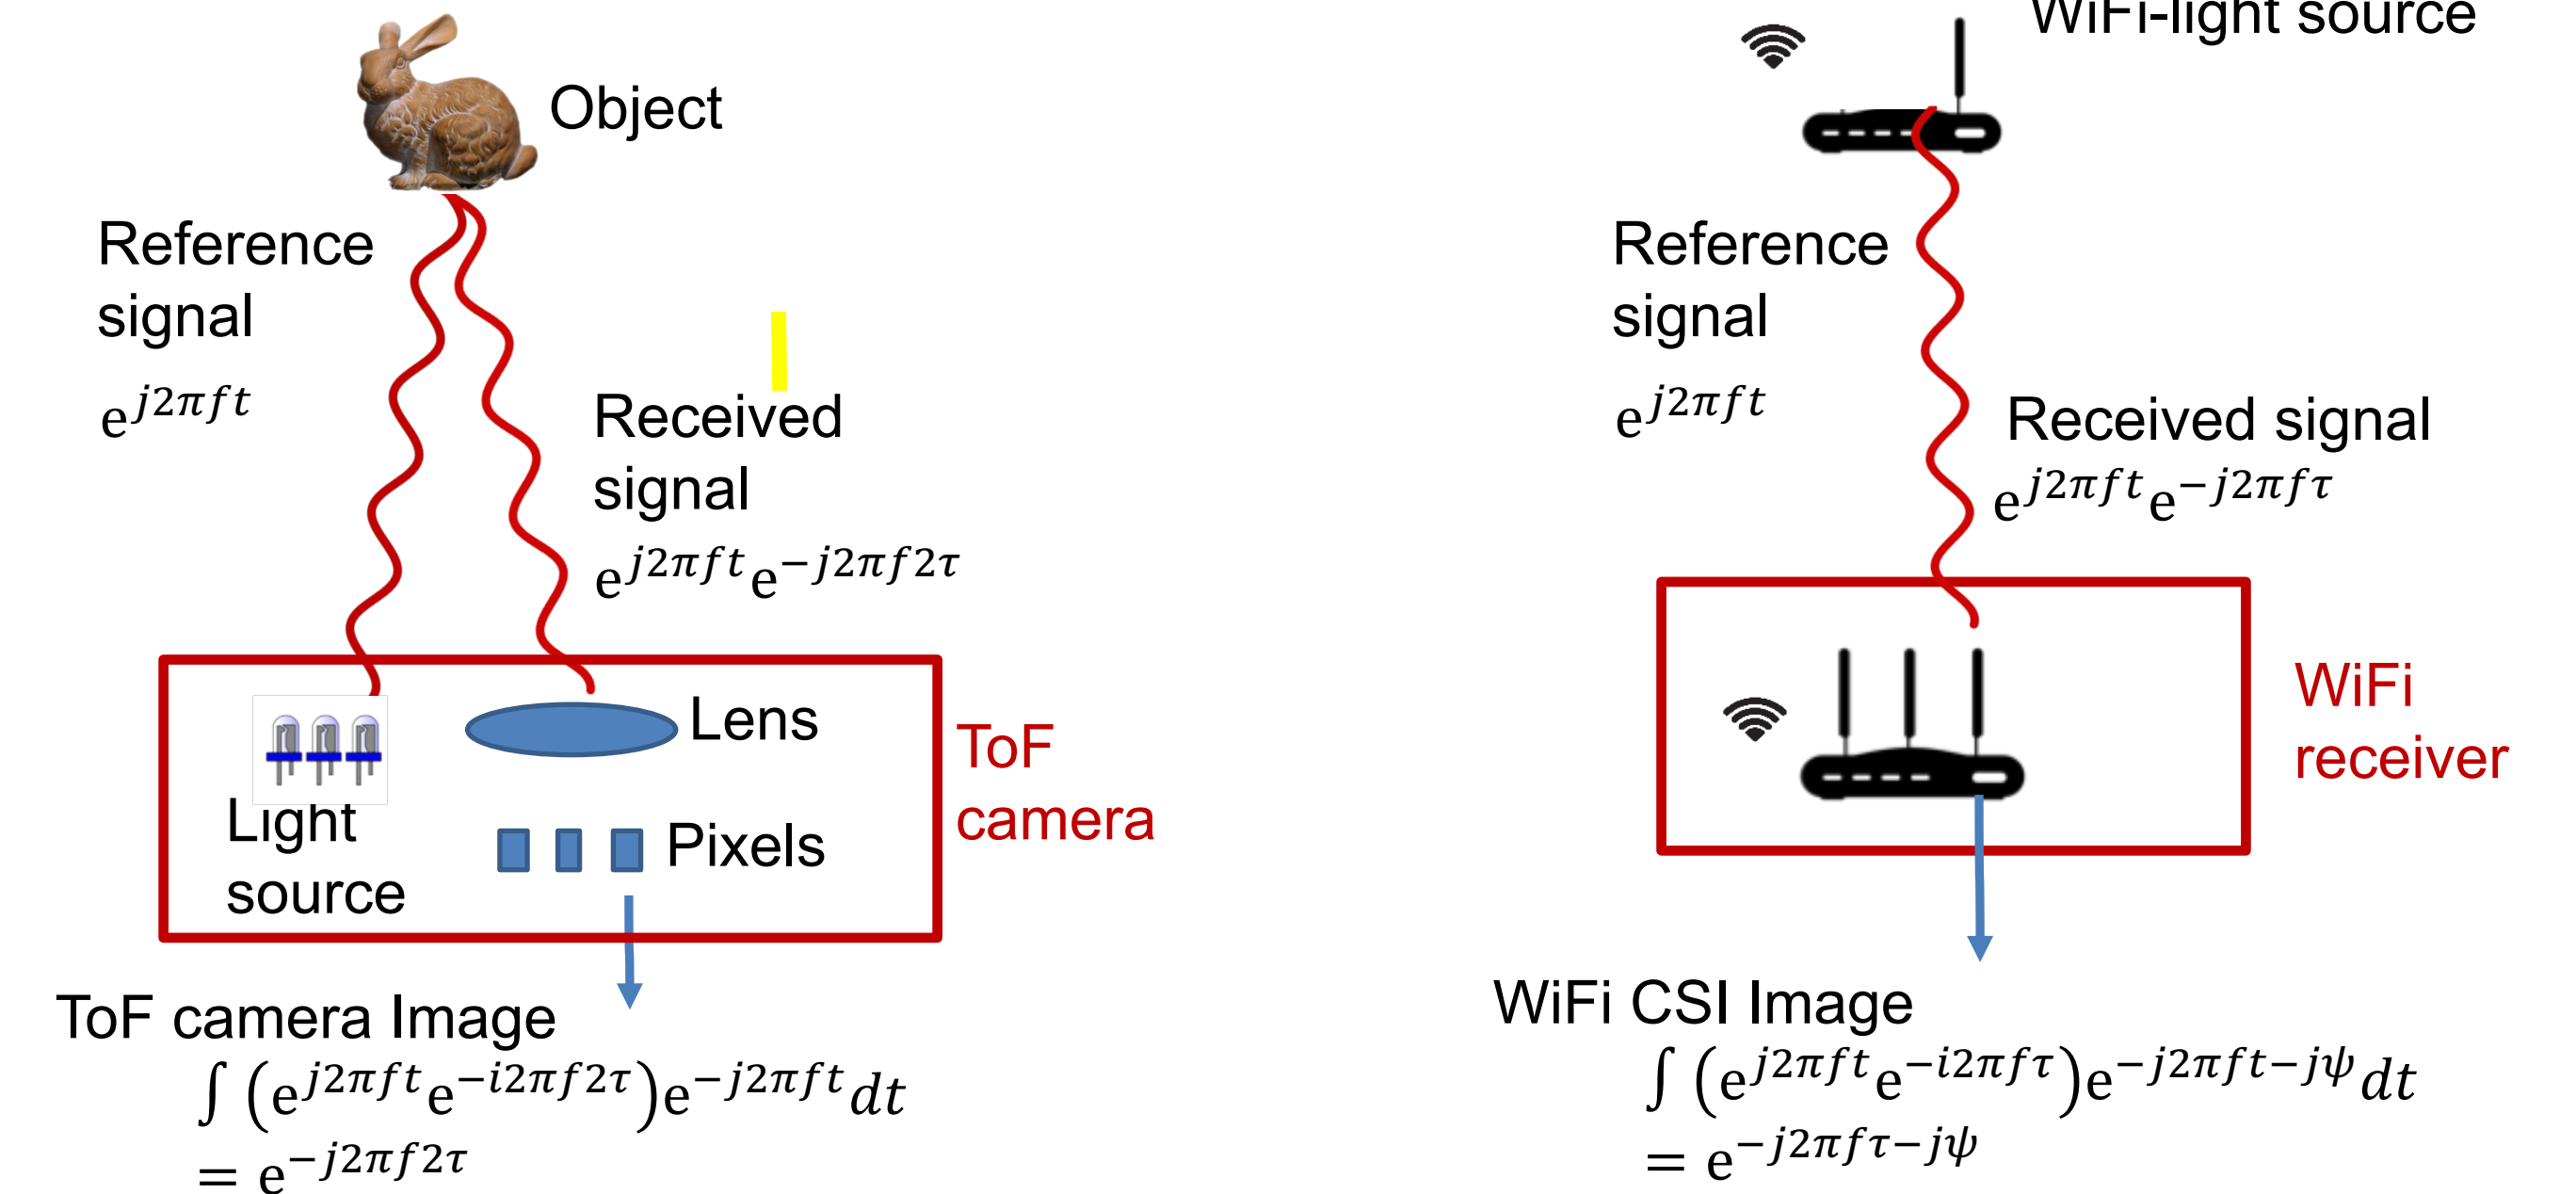 Object
Reference
signal
e^{j2πft}
Received
signal
e^{j2πft}e^{−j2πf2τ}
Lens
Pixels
Light
source
ToF
camera
ToF camera Image
∫ (e^{j2πft}e^{−i2πf2τ})e^{−j2πft}dt
= e^{−j2πf2τ}
WiFi-light source
Reference
signal
e^{j2πft}
Received signal
e^{j2πft}e^{−j2πfτ}
WiFi
receiver
WiFi CSI Image
∫ (e^{j2πft}e^{−i2πfτ})e^{−j2πft−jψ}dt
= e^{−j2πfτ−jψ}